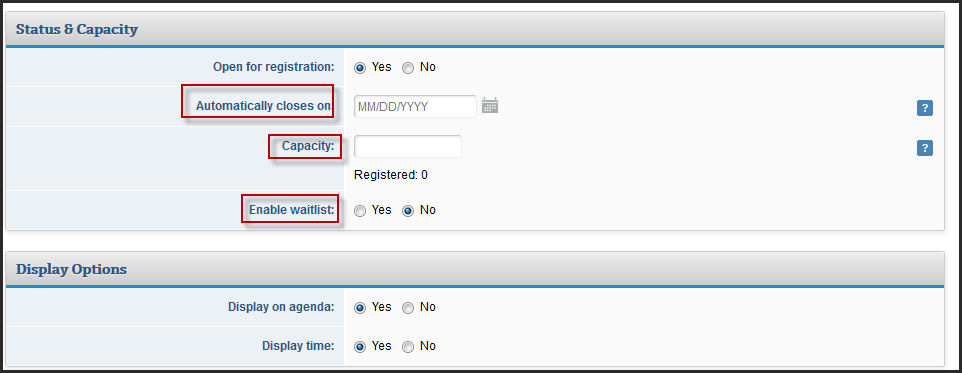 Status & Capacity
Open for registration: Yes No
Automatically closes on: MM/DD/YYYY ?
Capacity: ?
Registered: 0
Enable waitlist: Yes No
Display Options
Display on agenda: Yes No
Display time: Yes No